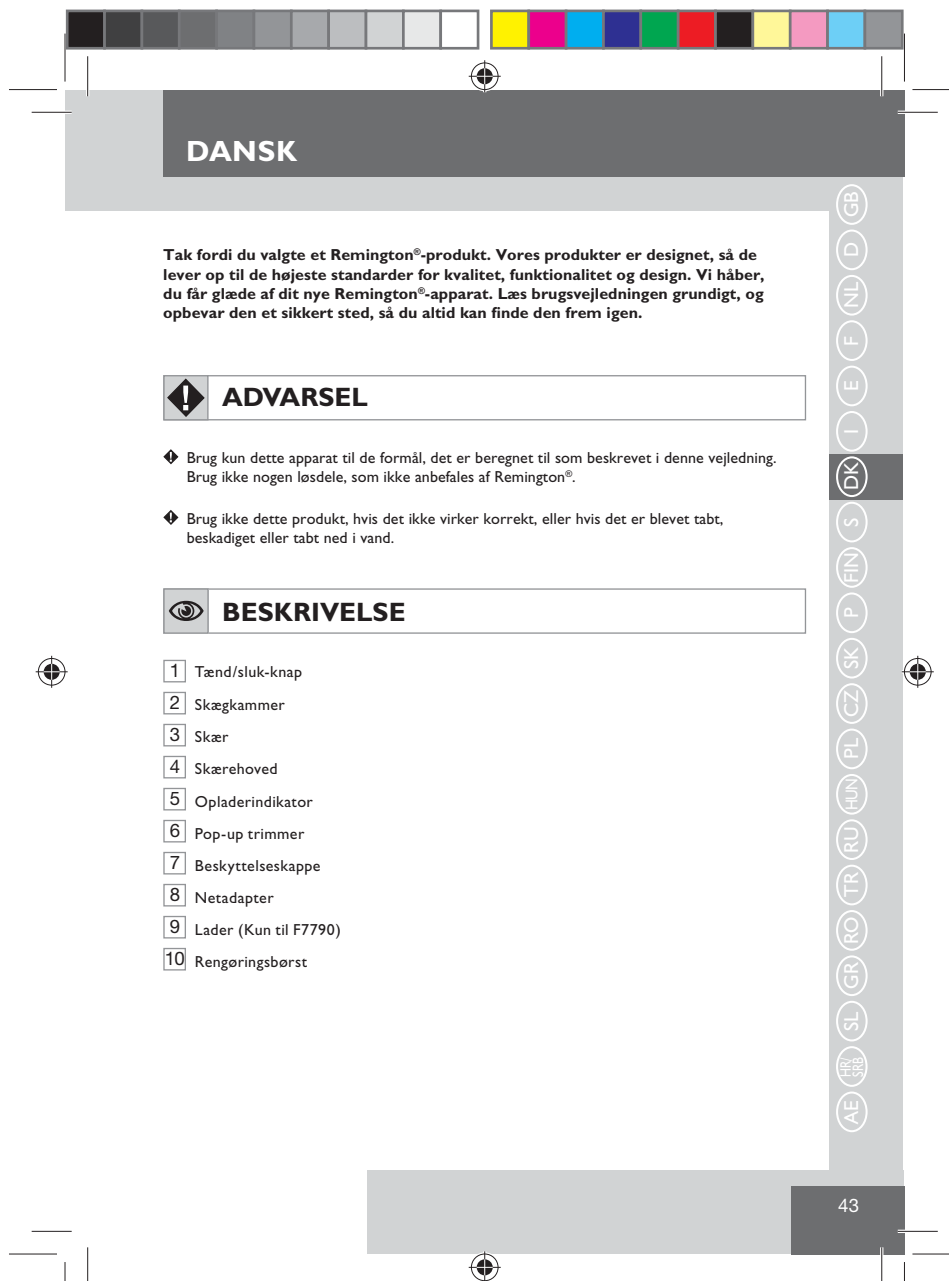 DANSK
Tak fordi du valgte et Remington®-produkt. Vores produkter er designet, så de
lever op til de højeste standarder for kvalitet, funktionalitet og design. Vi håber,
du får glæde af dit nye Remington®-apparat. Læs brugsvejledningen grundigt, og
opbevar den et sikkert sted, så du altid kan finde den frem igen.
ADVARSEL
Brug kun dette apparat til de formål, det er beregnet til som beskrevet i denne vejledning.
Brug ikke nogen løsdele, som ikke anbefales af Remington®.
Brug ikke dette produkt, hvis det ikke virker korrekt, eller hvis det er blevet tabt,
beskadiget eller tabt ned i vand.
BESKRIVELSE
1 Tænd/sluk-knap
2 Skægkammer
3 Skær
4 Skærehoved
5 Opladerindikator
6 Pop-up trimmer
7 Beskyttelseskappe
8 Netadapter
9 Lader (Kun til F7790)
10 Rengøringsbørst
GB
D
NL
F
E
I
DK
S
FIN
P
SK
CZ
PL
HUN
RU
TR
RO
GR
SL
HR/
SRB
AE
43